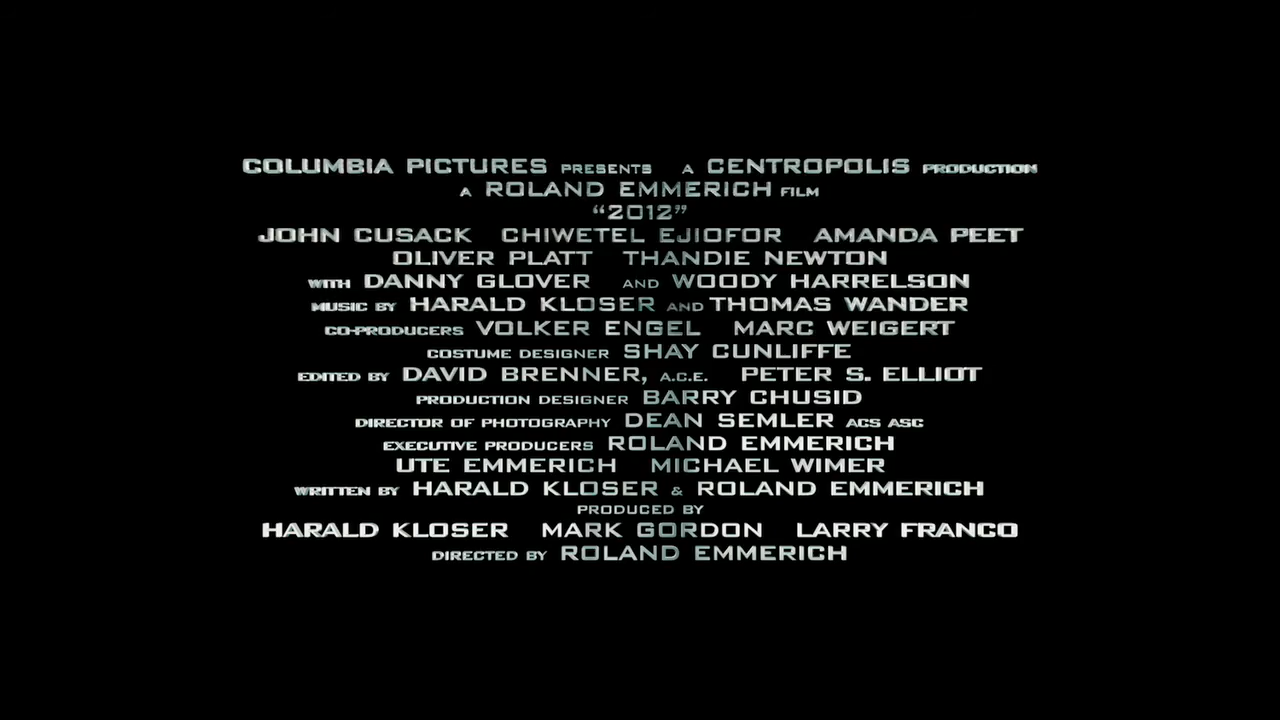 COLUMBIA PICTURES PRESENTS A CENTROPOLIS PRODUCTION
A ROLAND EMMERICH FILM
“2012”
JOHN CUSACK CHIWETEL EJIOFOR AMANDA PEET
OLIVER PLATT THANDIE NEWTON
WITH DANNY GLOVER AND WOODY HARRELSON
MUSIC BY HARALD KLOSER AND THOMAS WANDER
CO-PRODUCERS VOLKER ENGEL MARC WEIGERT
COSTUME DESIGNER SHAY CUNLIFFE
EDITED BY DAVID BRENNER, A.C.E. PETER S. ELLIOT
PRODUCTION DESIGNER BARRY CHUSID
DIRECTOR OF PHOTOGRAPHY DEAN SEMLER ACS ASC
EXECUTIVE PRODUCERS ROLAND EMMERICH
UTE EMMERICH MICHAEL WIMER
WRITTEN BY HARALD KLOSER & ROLAND EMMERICH
PRODUCED BY
HARALD KLOSER MARK GORDON LARRY FRANCO
DIRECTED BY ROLAND EMMERICH